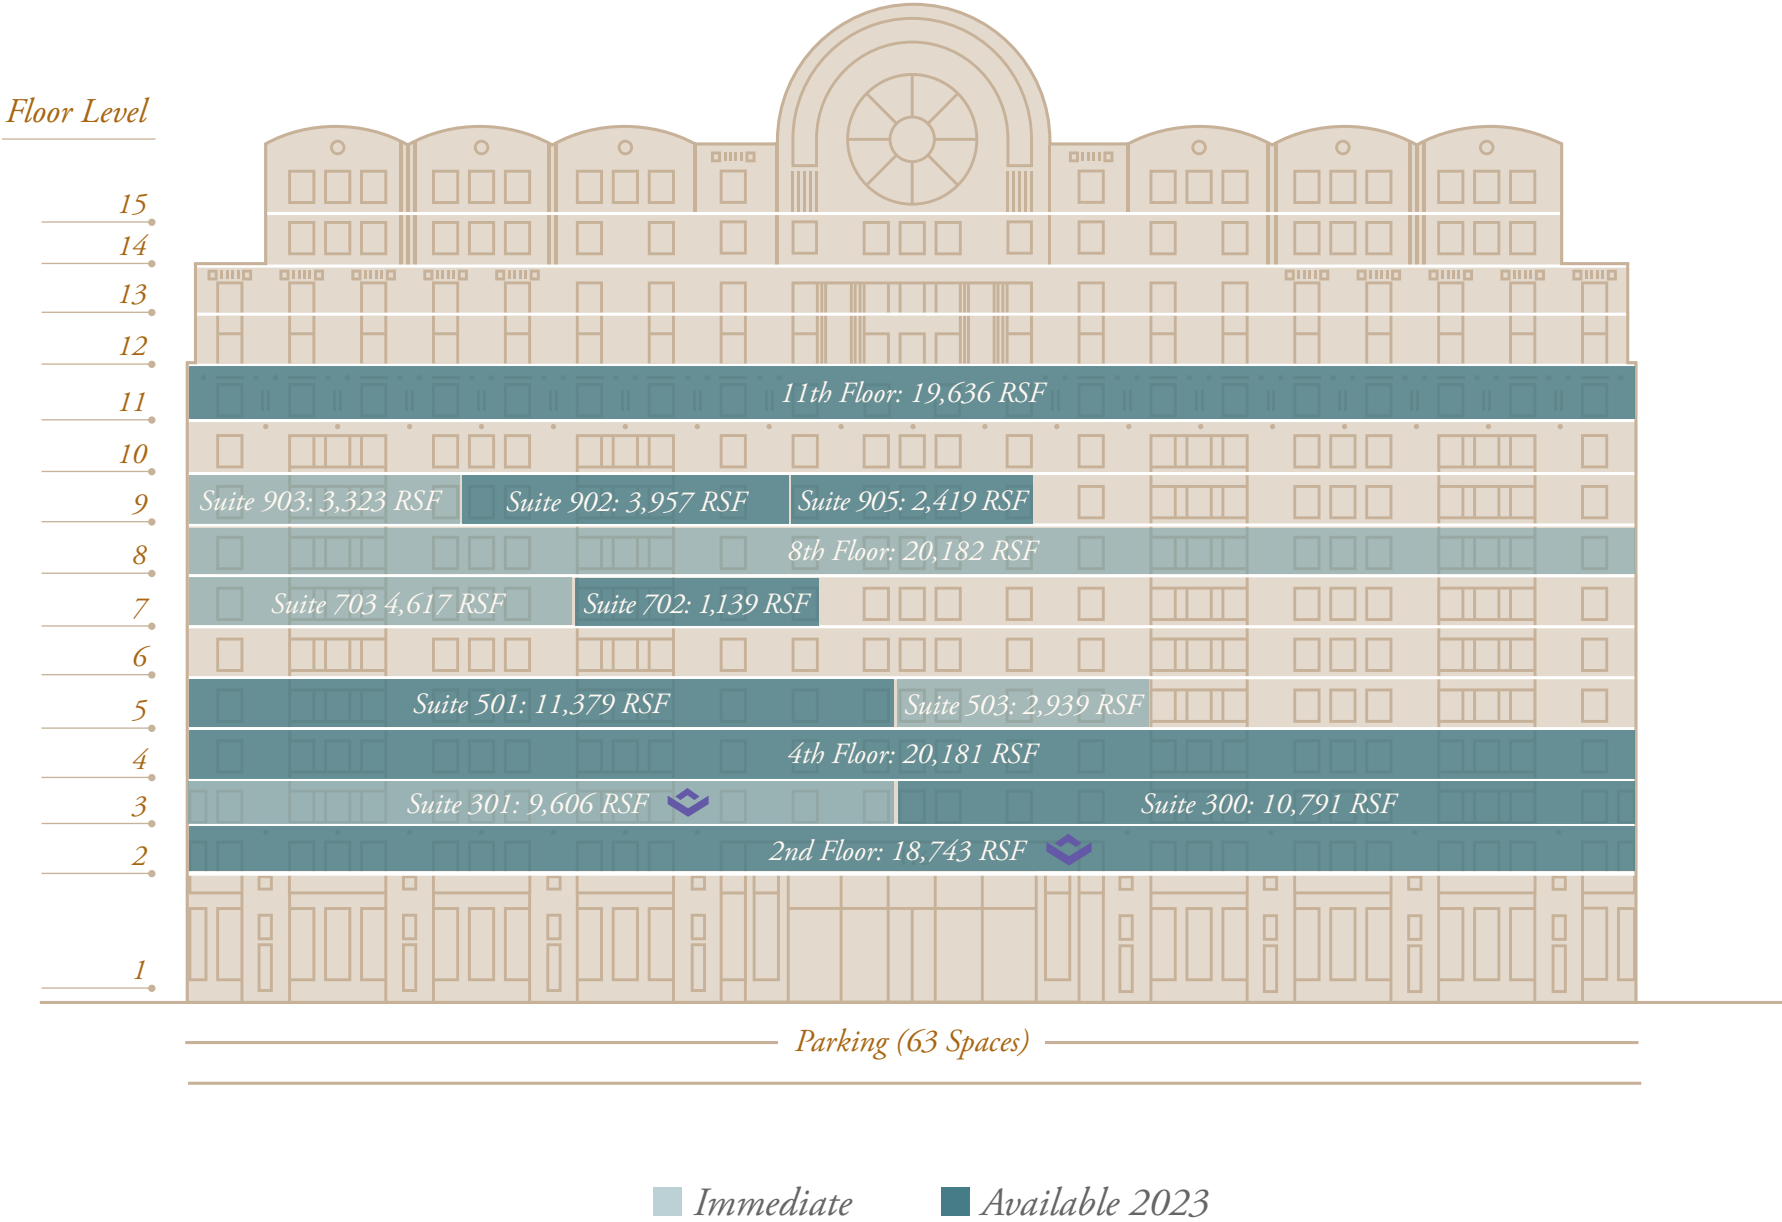 Floor Level
15
14
13
12
11
11th Floor: 19,636 RSF
10
9
Suite 903: 3,323 RSF
Suite 902: 3,957 RSF
Suite 905: 2,419 RSF
8
8th Floor: 20,182 RSF
7
Suite 703 4,617 RSF
Suite 702: 1,139 RSF
6
5
Suite 501: 11,379 RSF
Suite 503: 2,939 RSF
4
4th Floor: 20,181 RSF
3
Suite 301: 9,606 RSF
Suite 300: 10,791 RSF
2
2nd Floor: 18,743 RSF
1
Parking (63 Spaces)
Immediate
Available 2023